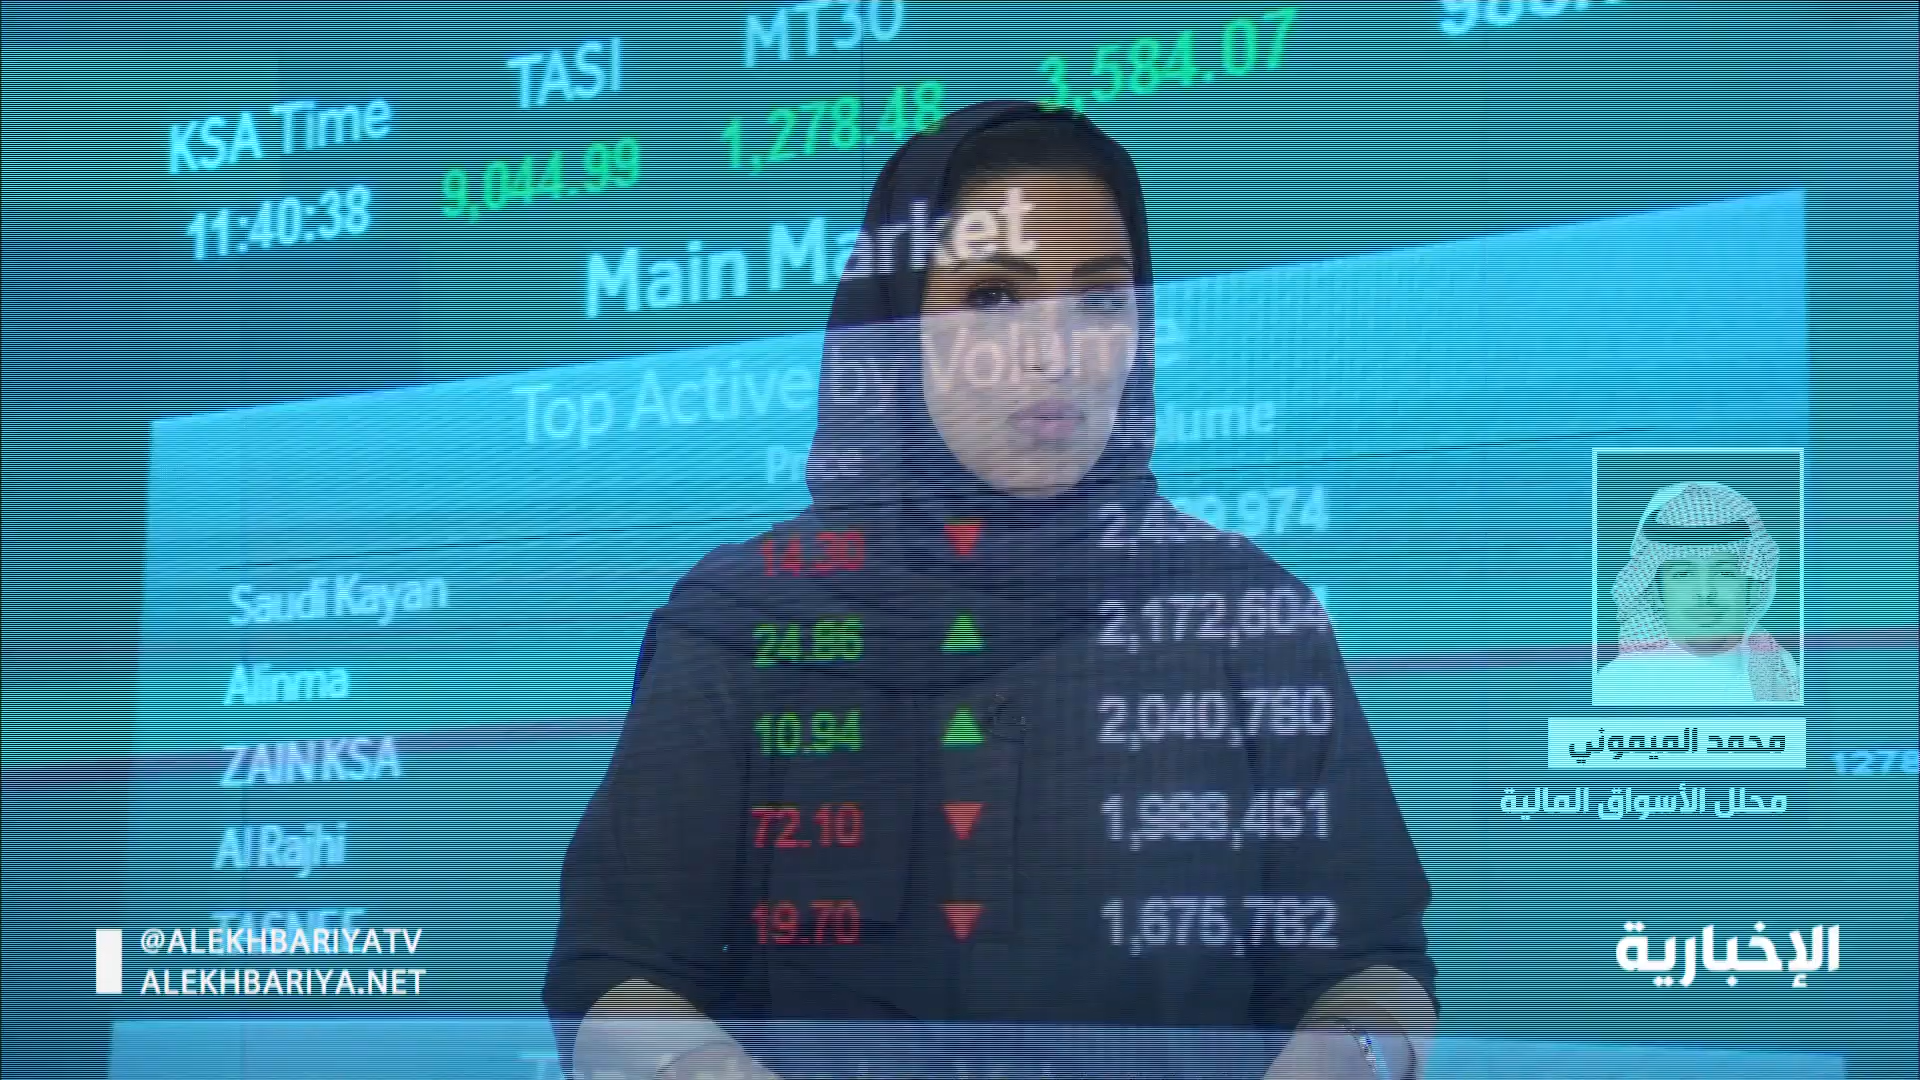 KSA Time
TASI
MT30
11:40:38
9,044.99
1,278.48
3,584.07
Main Market
Top Active by Volume
Price
Volume
Saudi Kayan
14.30
Alinma
24.86
2,172,604
ZAIN KSA
10.94
2,040,780
Al Rajhi
72.10
1,988,451
TASNEE
19.70
1,675,782
1278
محمد الميموني
محلل الأسواق المالية
@ALEKHBARIYATV
ALEKHBARIYA.NET
الإخبارية